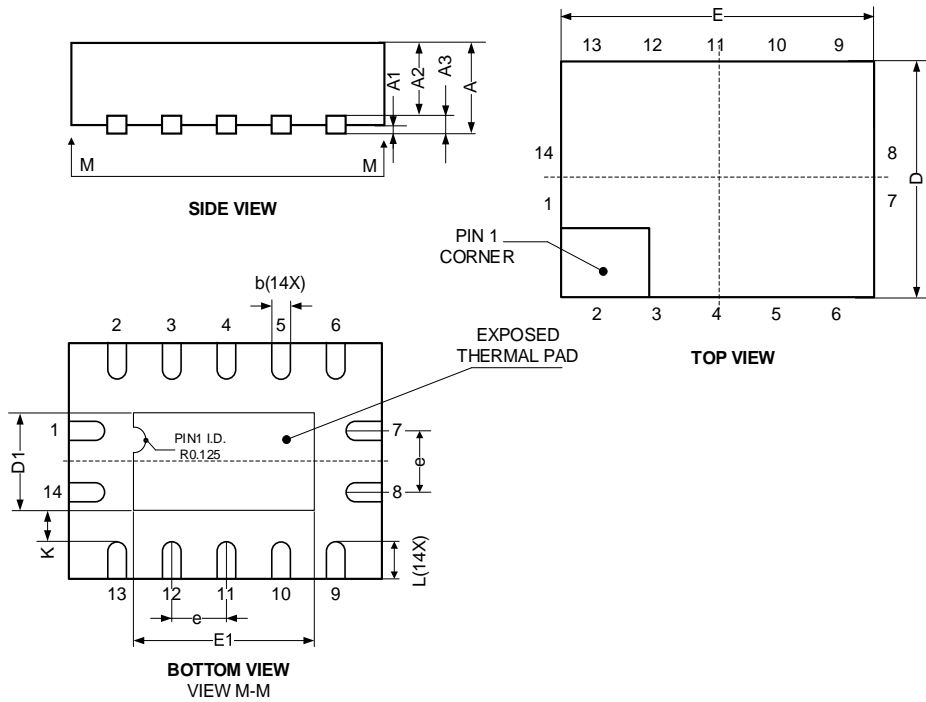 A1
A2
A3
A
M
M
SIDE VIEW
E
13 12 11 10 9
14
1
8
7
D
PIN 1
CORNER
2 3 4 5 6
TOP VIEW
b(14X)
2 3 4 5 6
EXPOSED
THERMAL PAD
1
14
D1
PIN1 I.D.
R0.125
7
8
e
K
L(14X)
13 12 11 10 9
e
E1
BOTTOM VIEW
VIEW M-M